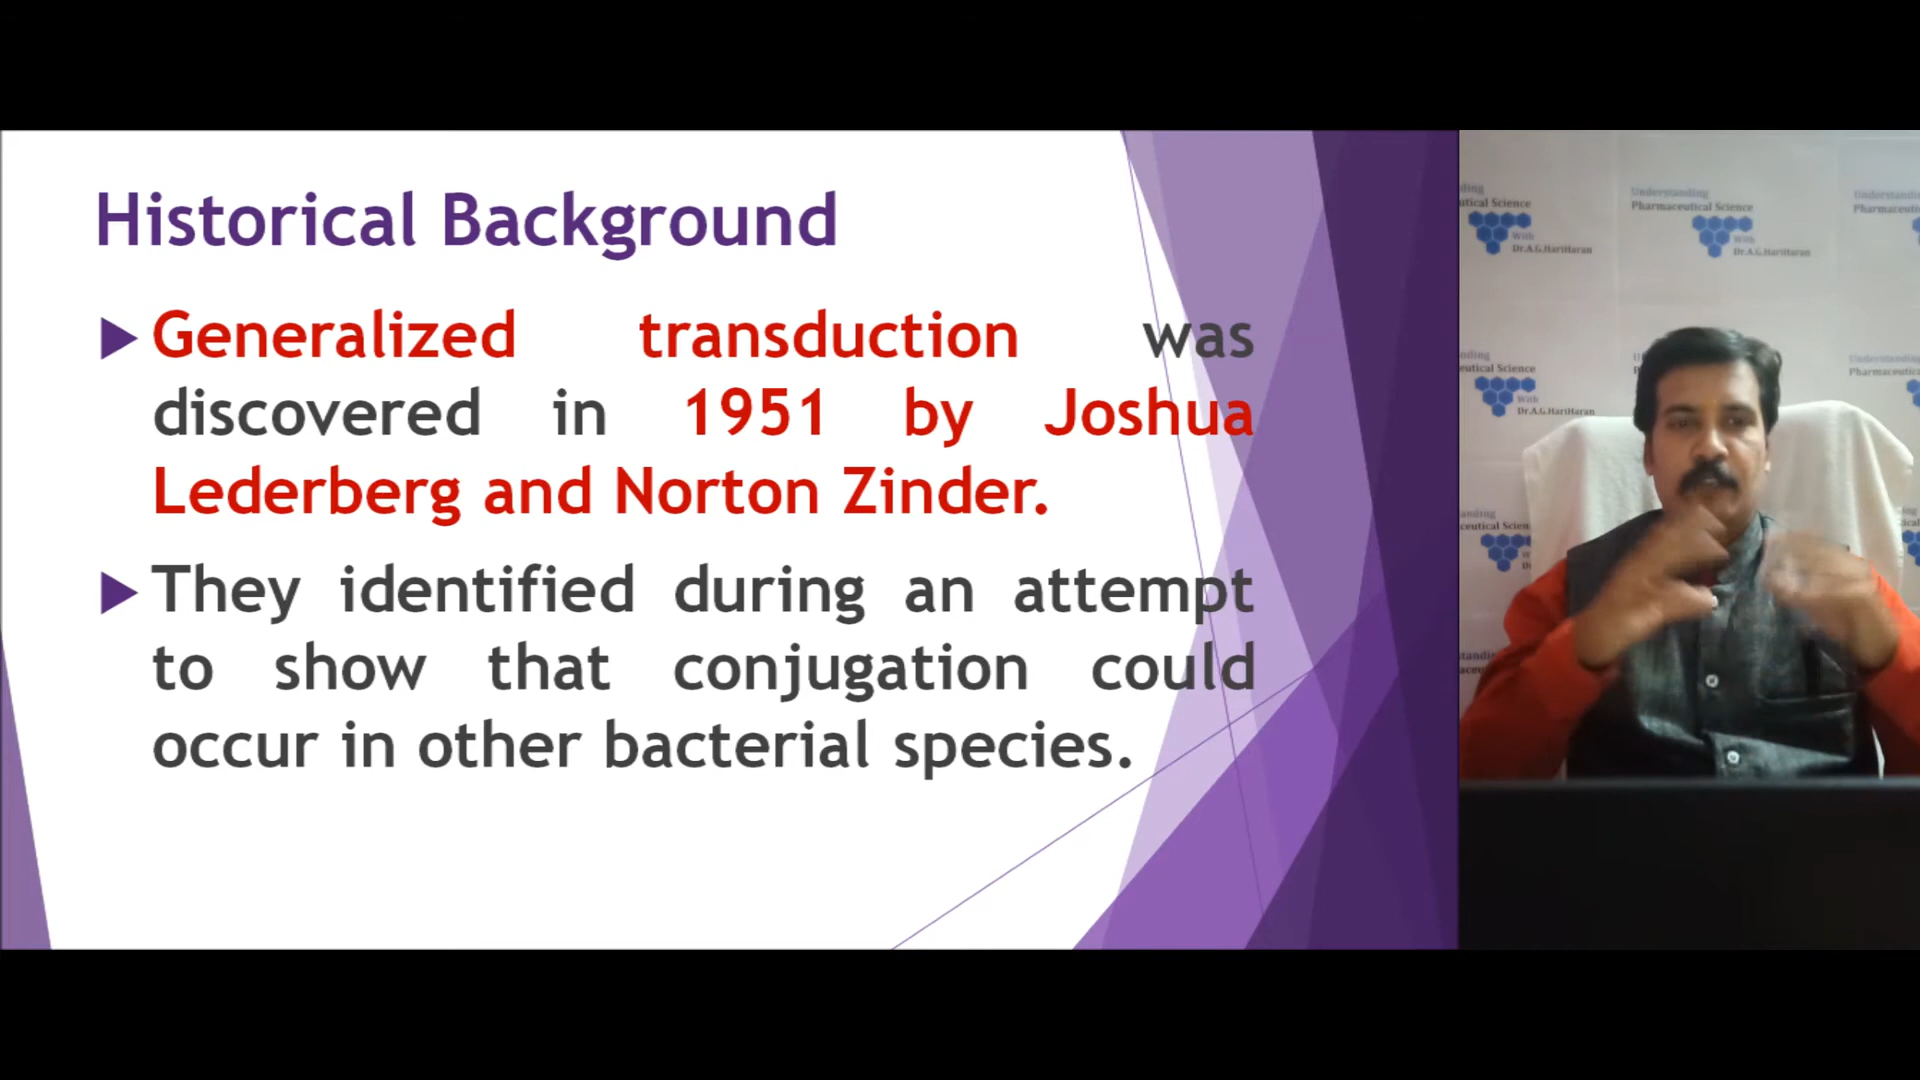 Historical Background
Generalized transduction was
discovered in 1951 by Joshua
Lederberg and Norton Zinder.
They identified during an attempt
to show that conjugation could
occur in other bacterial species.
Understanding
Pharmaceutical Science
With
Dr.A.G.HariHaran